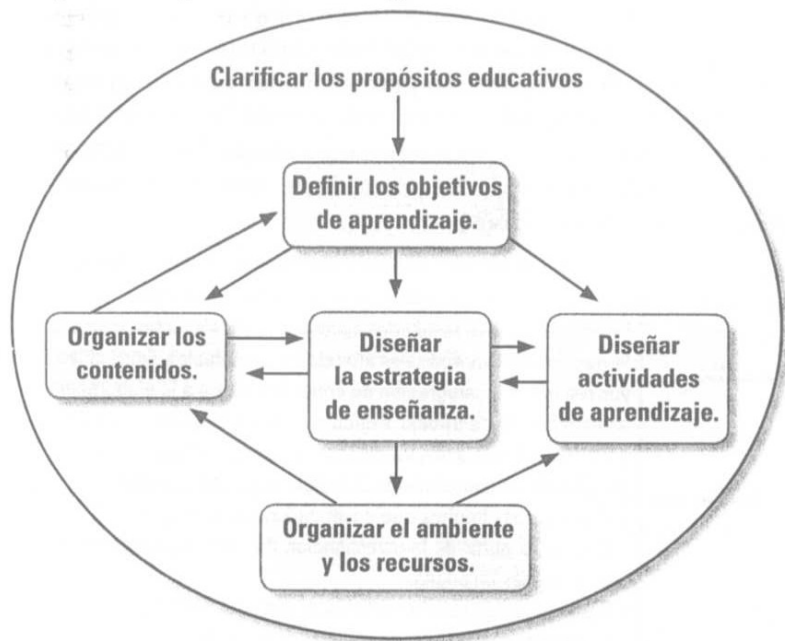 Clarificar los propósitos educativos
Definir los objetivos
de aprendizaje.
Organizar los
contenidos.
Diseñar
la estrategia
de enseñanza.
Diseñar
actividades
de aprendizaje.
Organizar el ambiente
y los recursos.